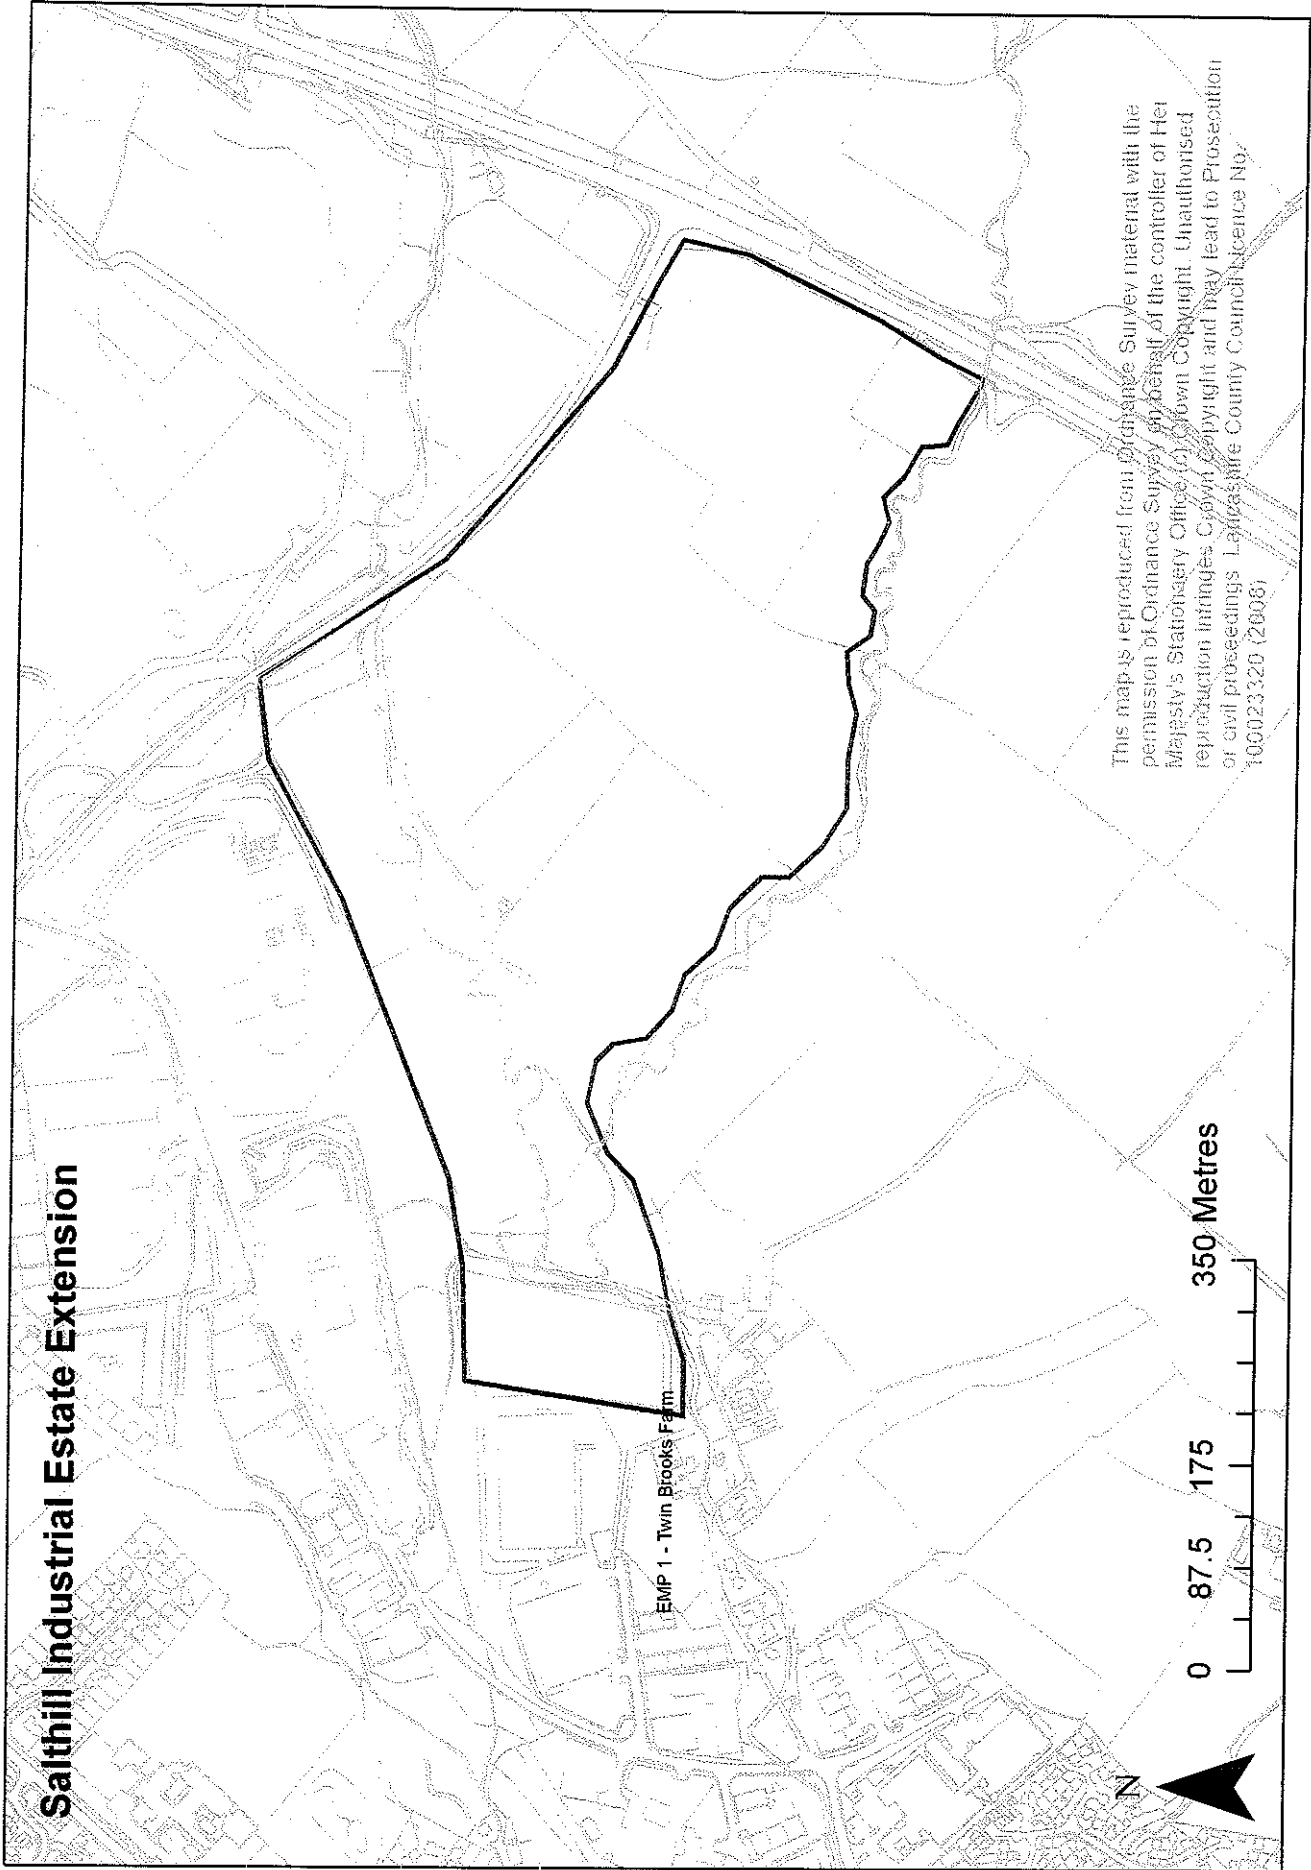 Salthill Industrial Estate Extension
EMP 1 - Twin Brooks Farm
This map is reproduced from Ordnance Survey material with the
permission of Ordnance Survey on behalf of the controller of Her
Majesty's Stationary Office (c) Crown Copyright. Unauthorised
reproduction infringes Crown Copyright and may lead to Prosecution
or civil proceedings Lancashire County Council Licence No.
100023320 (2008)
N
0 87.5 175 350 Metres